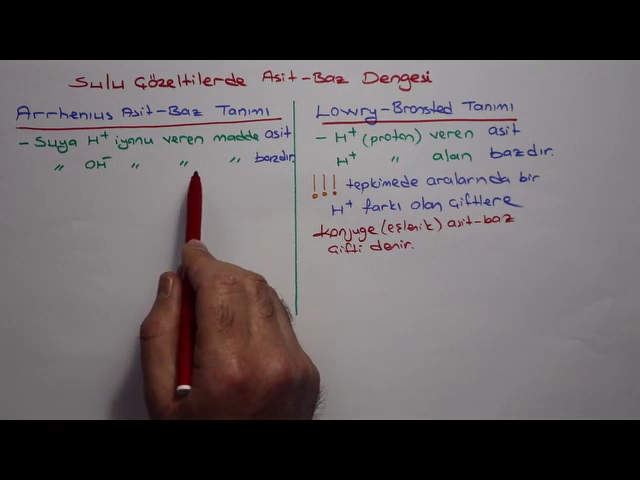 Sulu Çözeltilerde Asit-Baz Dengesi
Arrhenius Asit-Baz Tanımı
- Suya H⁺ iyonu veren madde asit
〃 OH⁻ 〃 〃 〃 bazdır.
Lowry-Bronsted Tanımı
- H⁺ (proton) veren asit
H⁺ 〃 alan bazdır.
!!! tepkimede aralarında bir
H⁺ farkı olan çiftlere
konjuge (eşlenik) asit-baz
çifti denir.